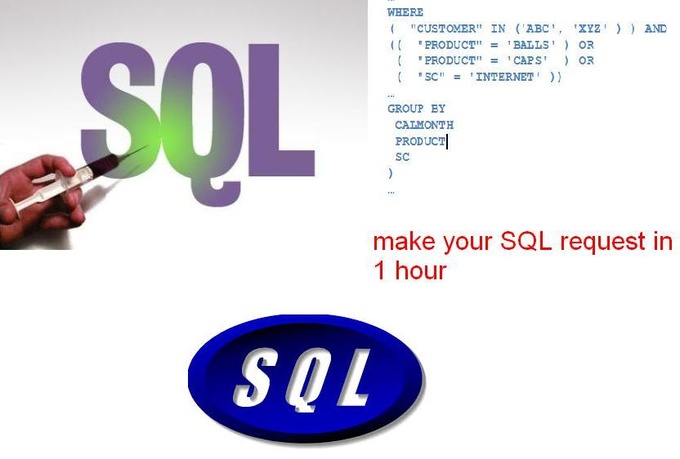 SQL
...
WHERE
( "CUSTOMER" IN ('ABC', 'XYZ' ) ) AND
(( "PRODUCT" = 'BALLS' ) OR
( "PRODUCT" = 'CAPS' ) OR
( "SC" = 'INTERNET' ))
...
GROUP BY
CALMONTH
PRODUCT
SC
)
...
make your SQL request in
1 hour
SQL